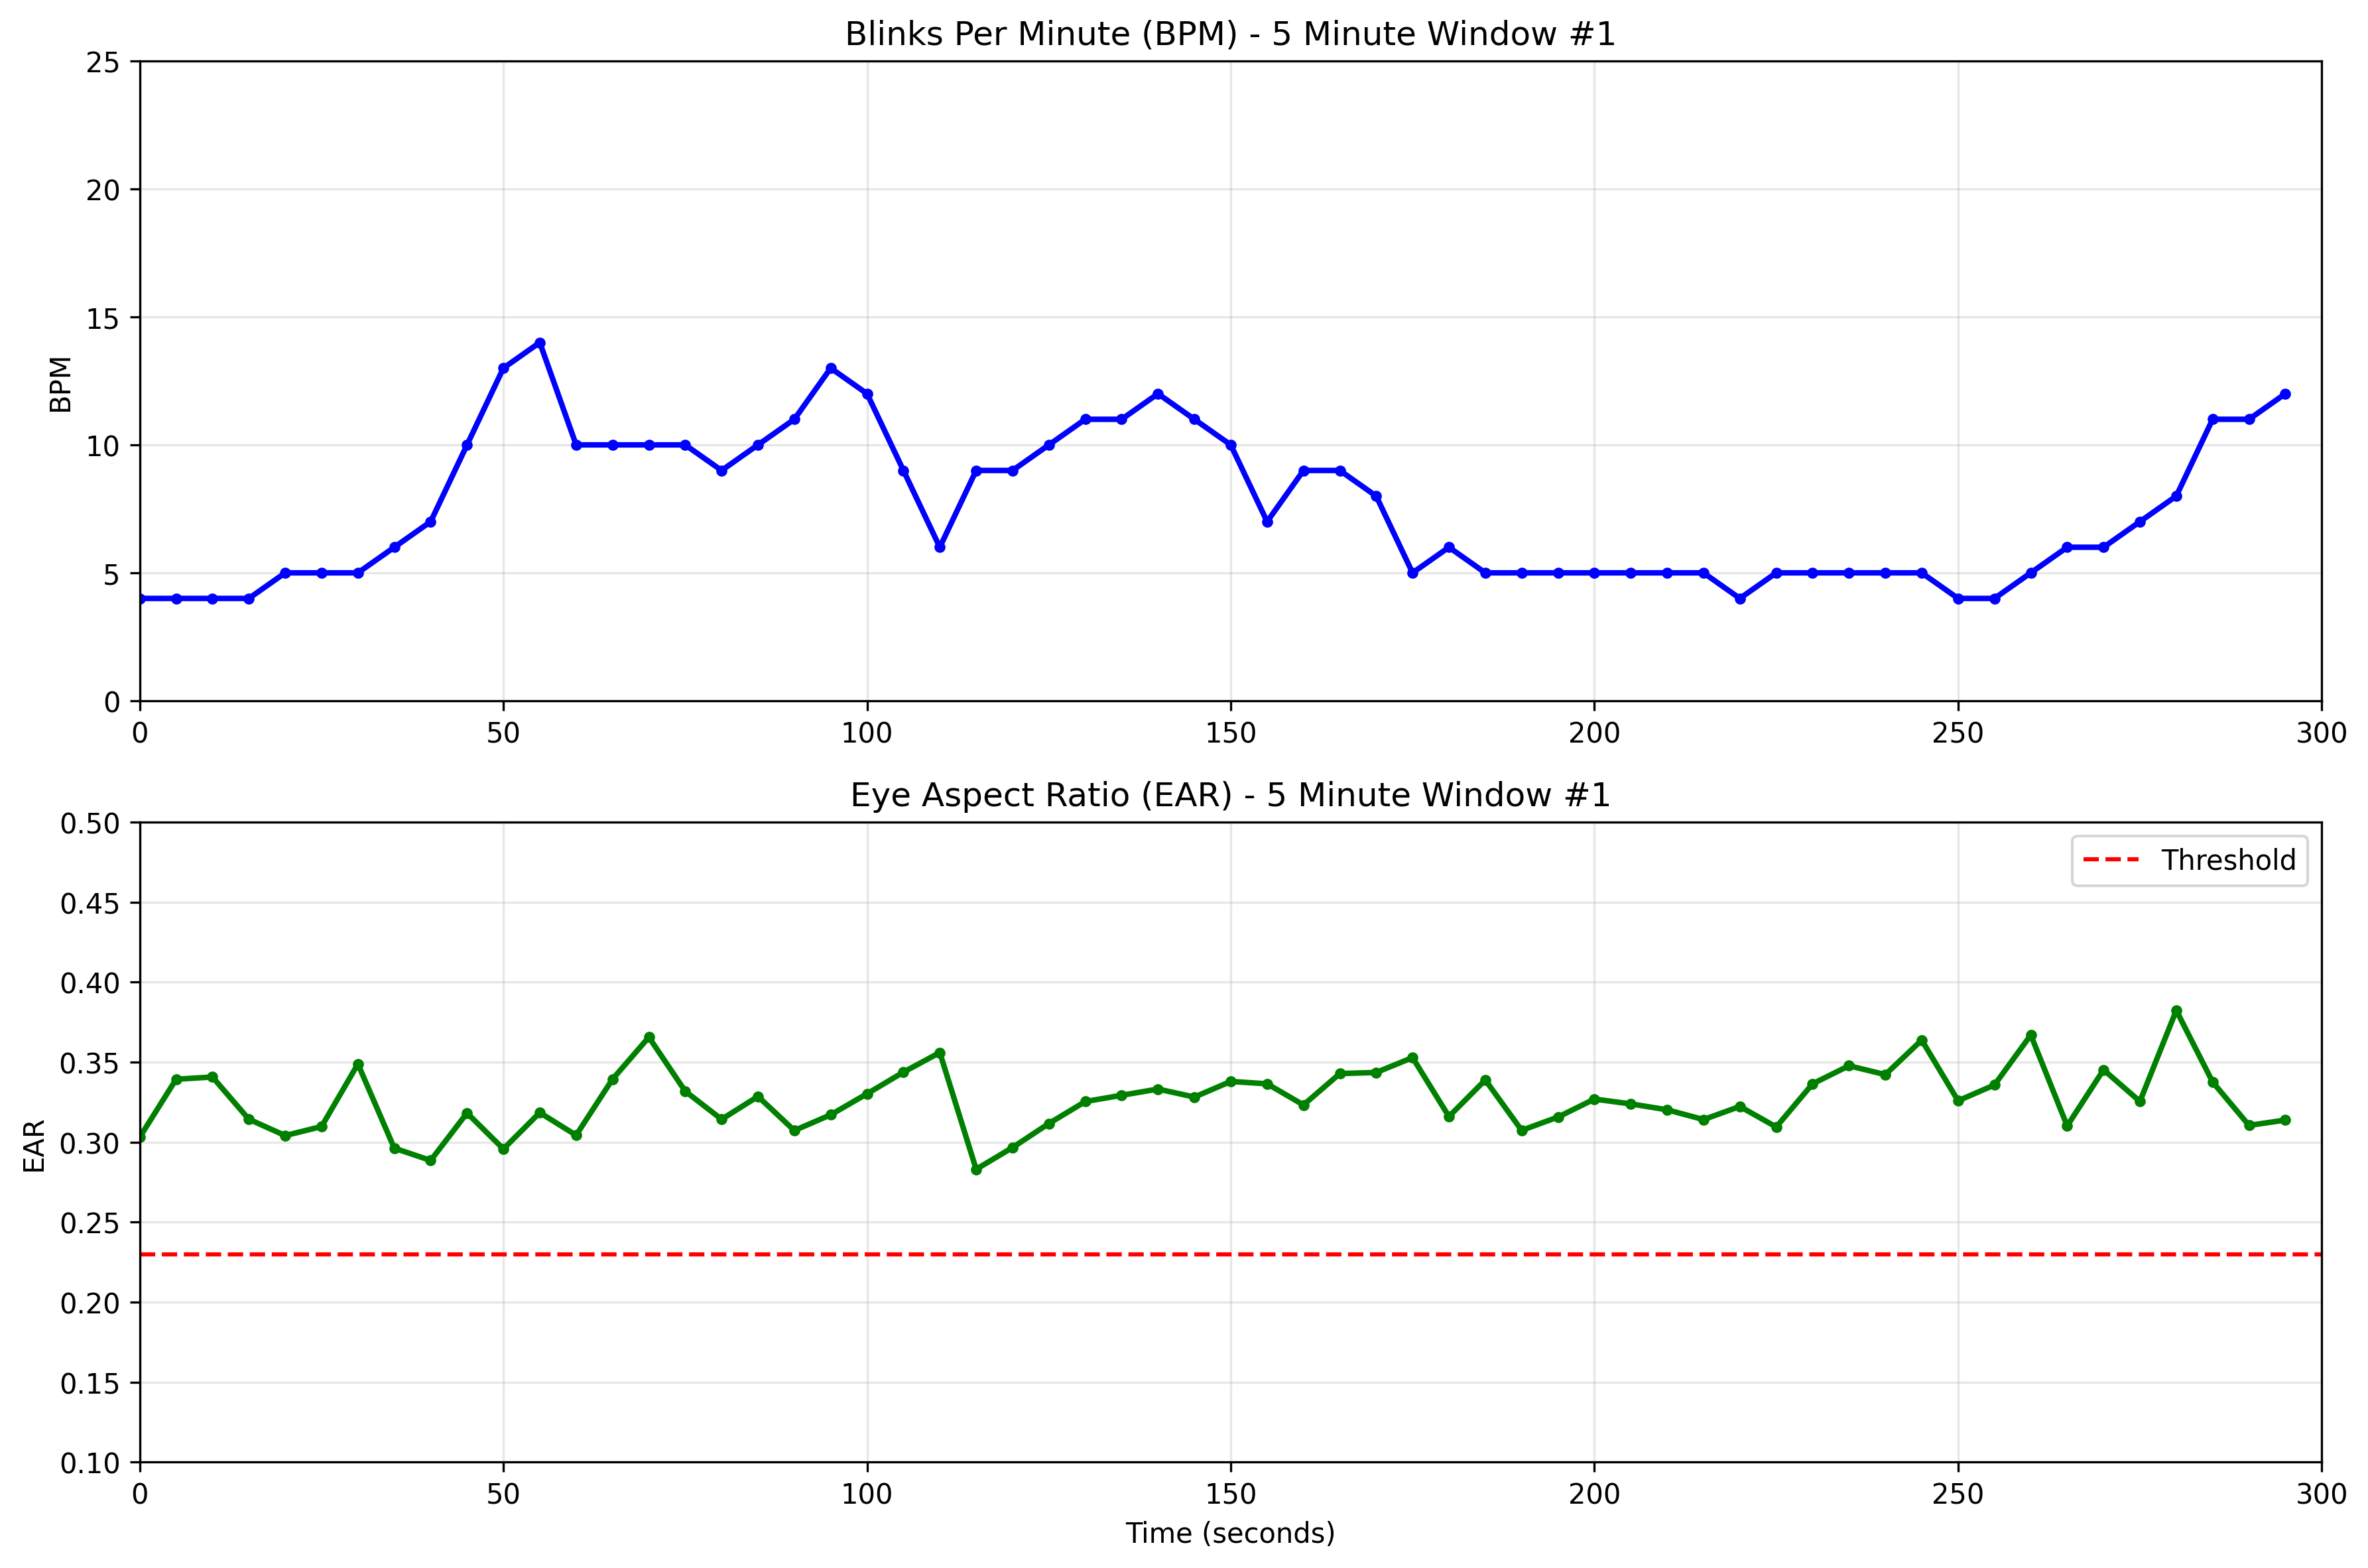 Blinks Per Minute (BPM) - 5 Minute Window #1
25
20
15
10
5
0
BPM
0 50 100 150 200 250 300
Eye Aspect Ratio (EAR) - 5 Minute Window #1
Threshold
0.50
0.45
0.40
0.35
0.30
0.25
0.20
0.15
0.10
EAR
0 50 100 150 200 250 300
Time (seconds)